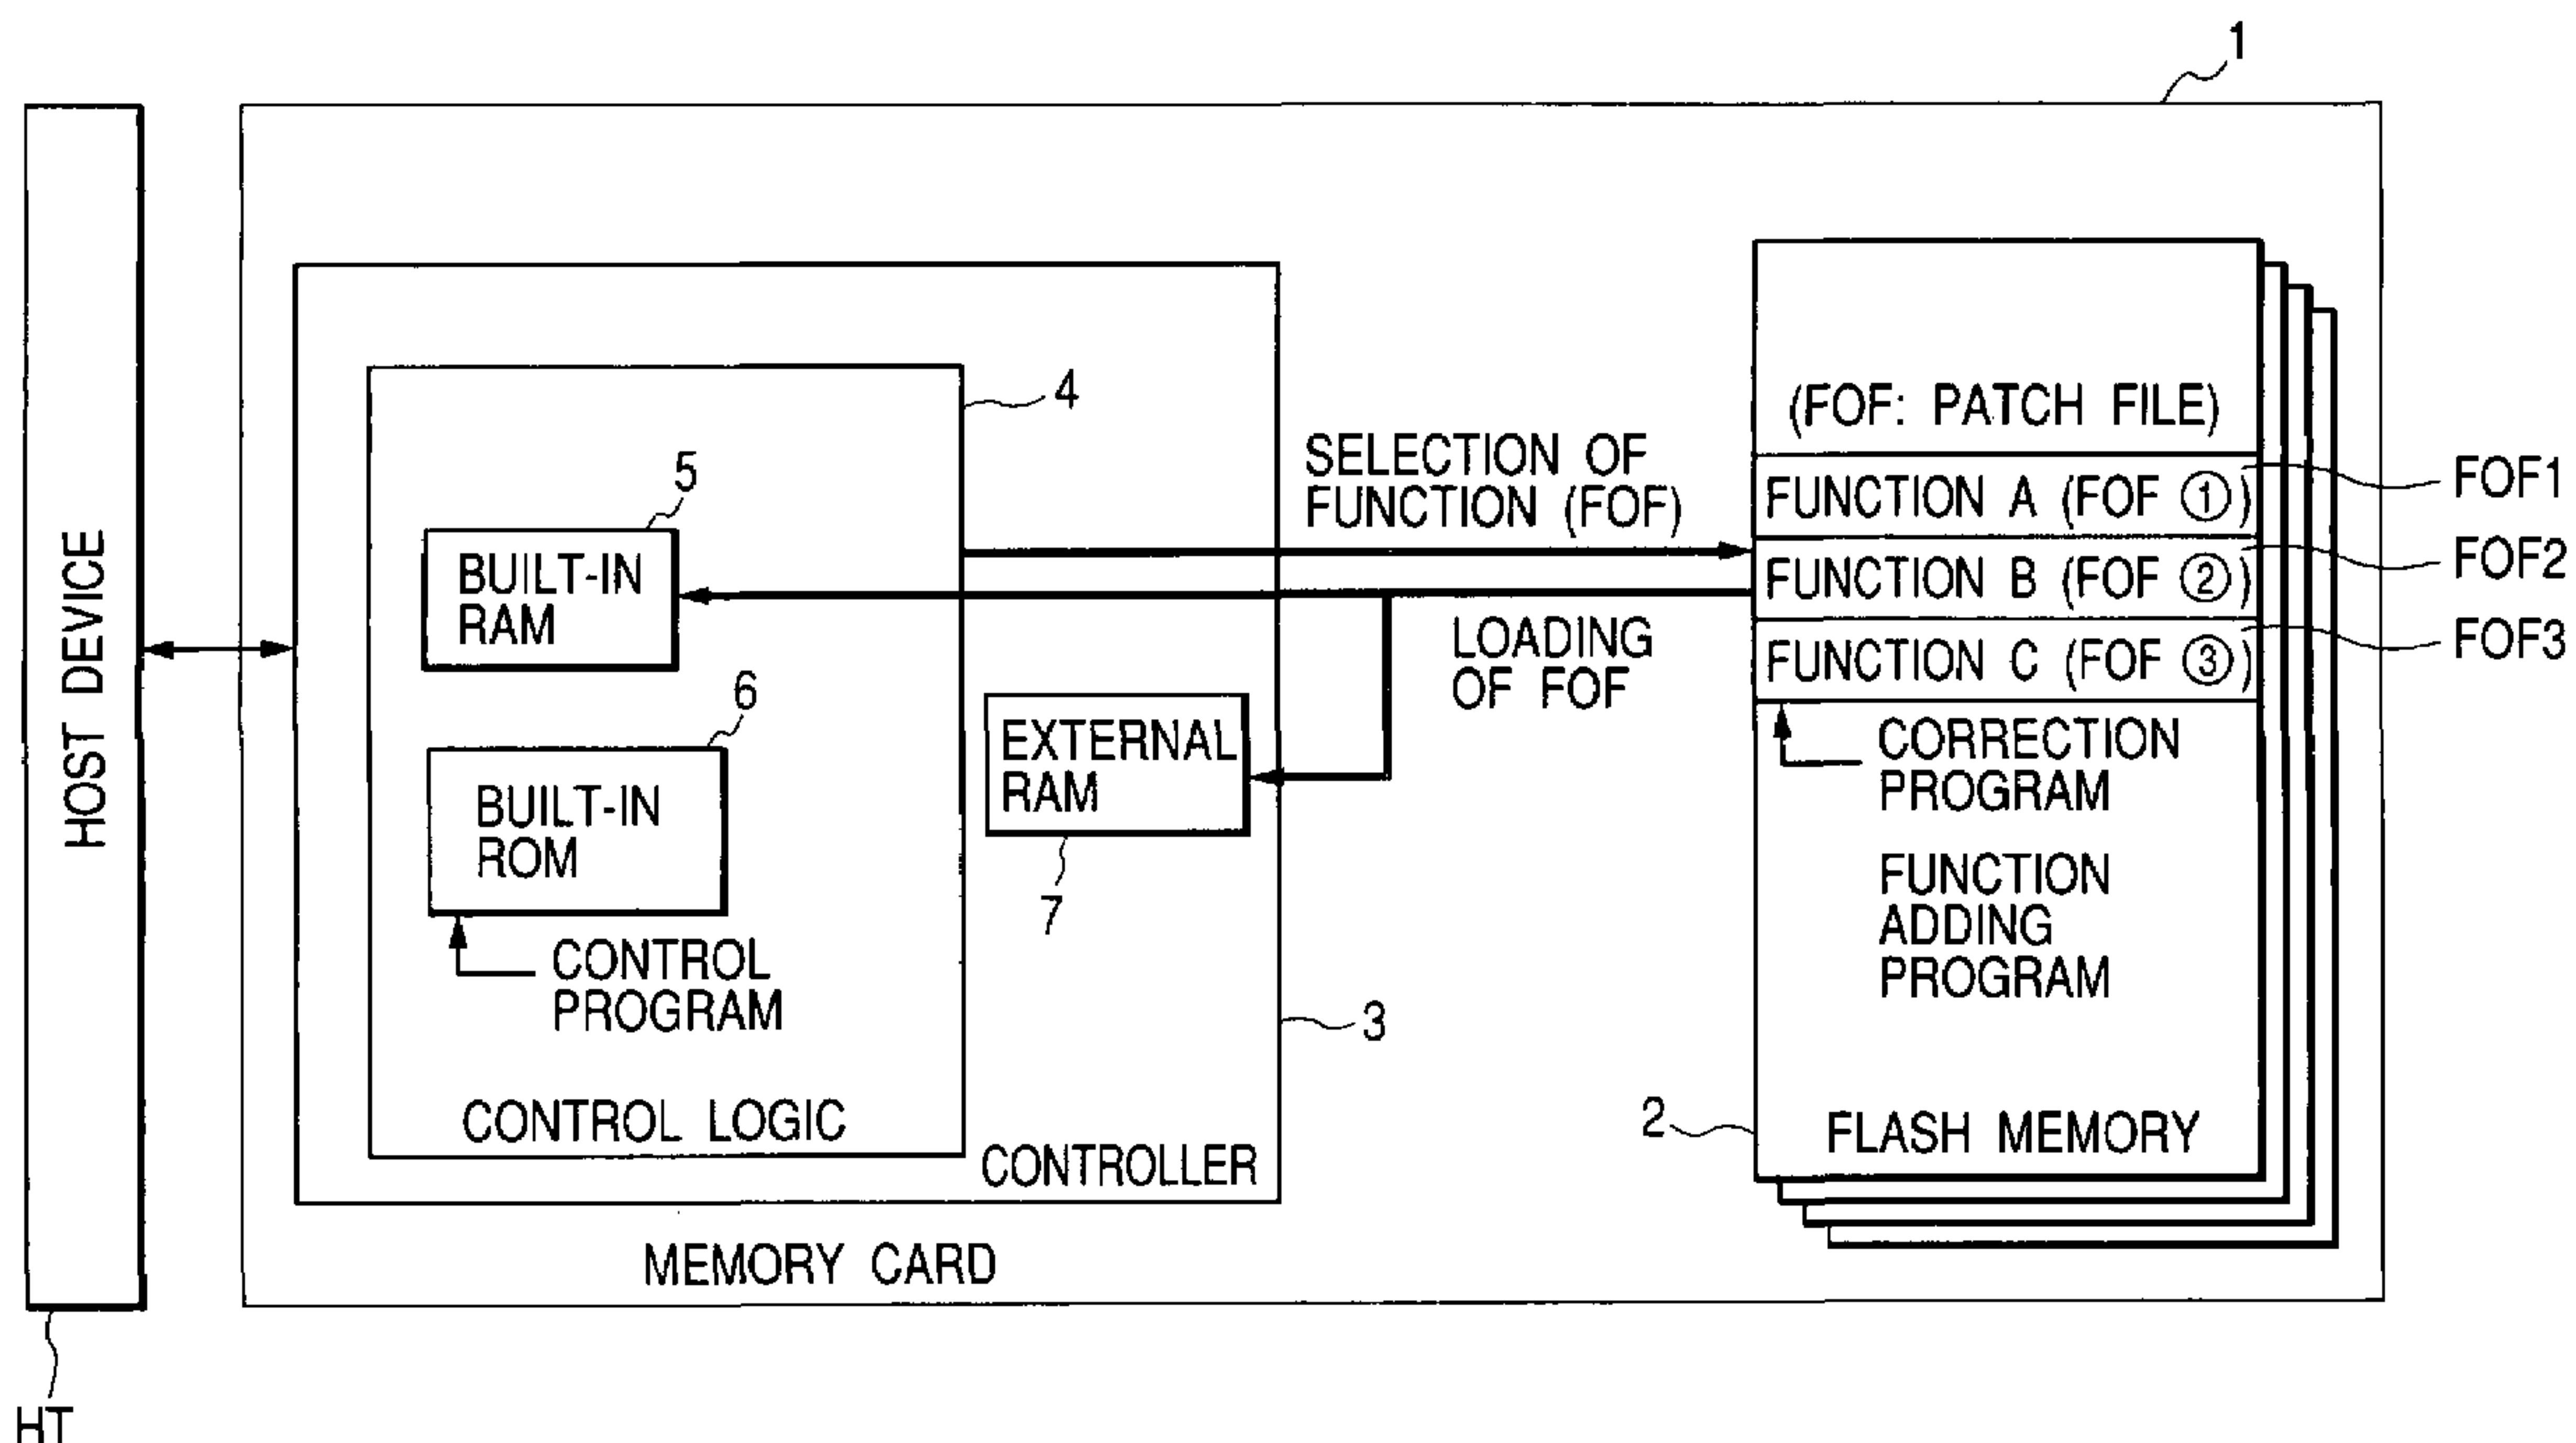 1
HOST DEVICE
HT
4
5
BUILT-IN
RAM
6
BUILT-IN
ROM
CONTROL
PROGRAM
CONTROL LOGIC
EXTERNAL
RAM
7
3
CONTROLLER
MEMORY CARD
SELECTION OF
FUNCTION (FOF)
LOADING
OF FOF
(FOF: PATCH FILE)
FUNCTION A (FOF ①)
FOF1
FUNCTION B (FOF ②)
FOF2
FUNCTION C (FOF ③)
FOF3
CORRECTION
PROGRAM
FUNCTION
ADDING
PROGRAM
2
FLASH MEMORY